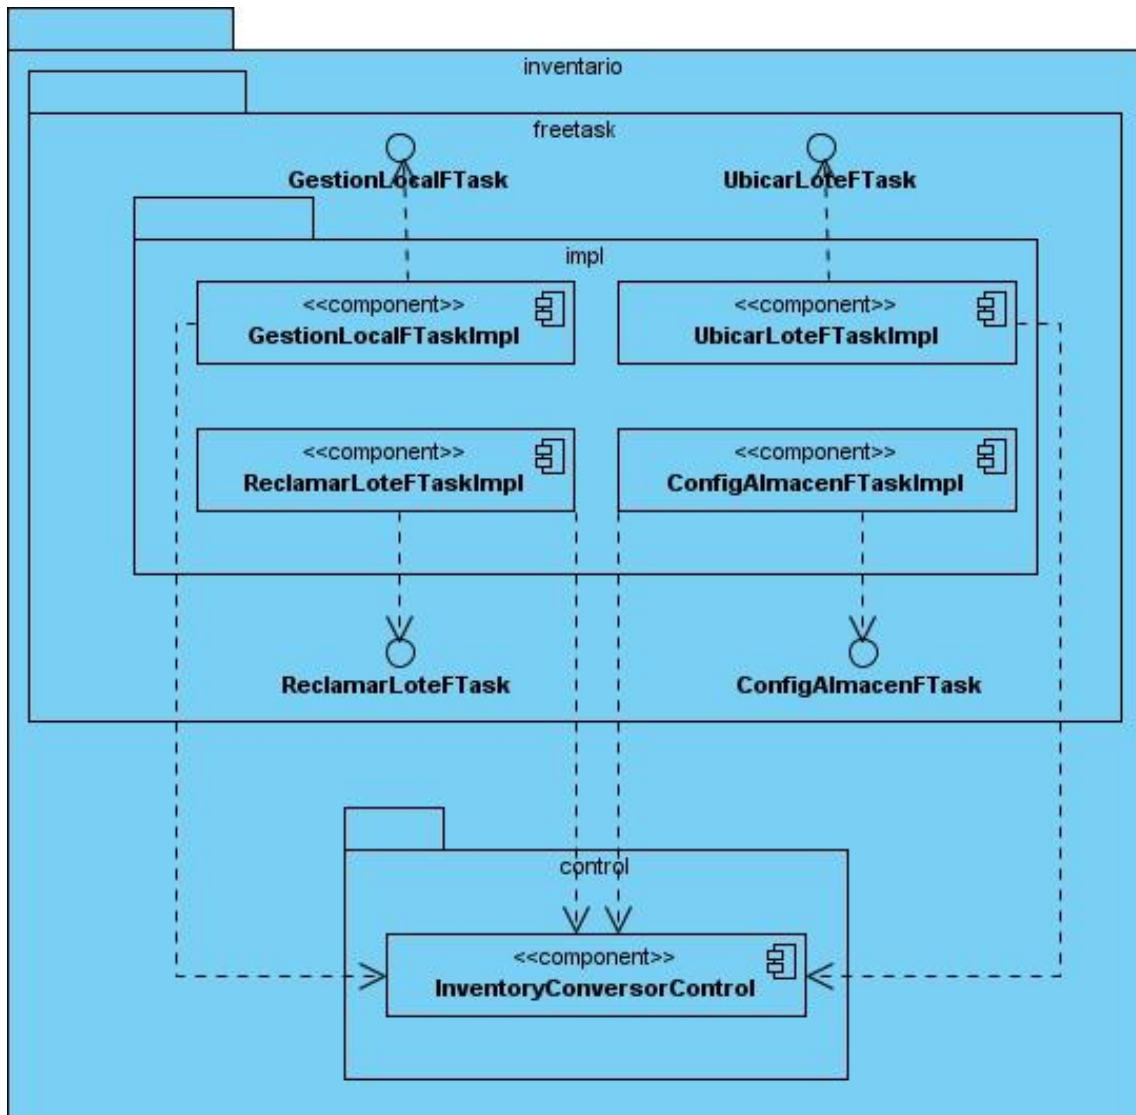 inventario
freetask
GestionLocalFTask
UbicarLoteFTask
impl
<<component>>
GestionLocalFTaskImpl
<<component>>
UbicarLoteFTaskImpl
<<component>>
ReclamarLoteFTaskImpl
<<component>>
ConfigAlmacenFTaskImpl
ReclamarLoteFTask
ConfigAlmacenFTask
control
<<component>>
InventoryConversorControl